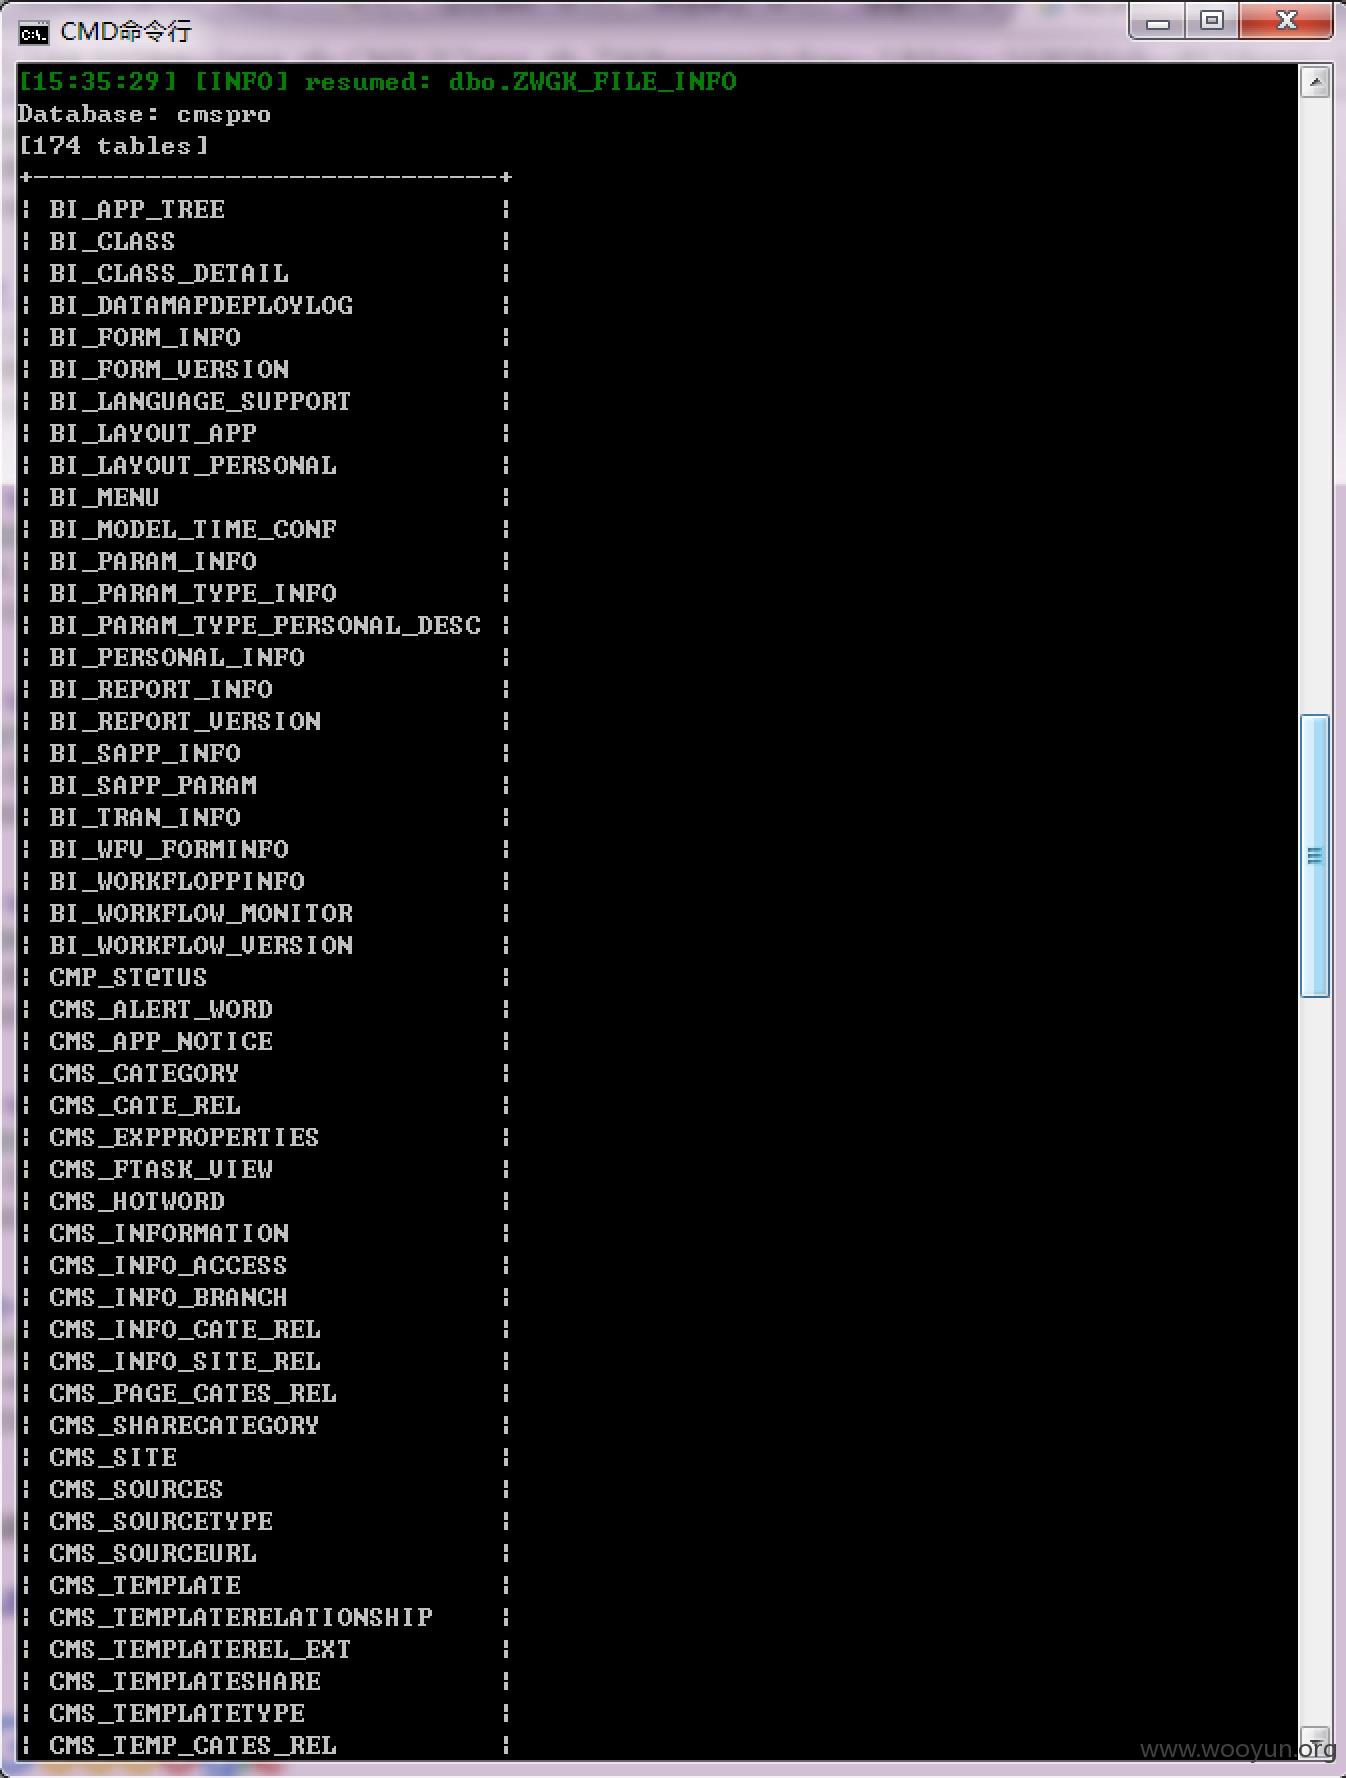 CMD命令行
[15:35:29] [INFO] resumed: dbo.ZWGK_FILE_INFO
Database: cmspro
[174 tables]
+-----------------------------+
| BI_APP_TREE |
| BI_CLASS |
| BI_CLASS_DETAIL |
| BI_DATAMAPDEPLOYLOG |
| BI_FORM_INFO |
| BI_FORM_VERSION |
| BI_LANGUAGE_SUPPORT |
| BI_LAYOUT_APP |
| BI_LAYOUT_PERSONAL |
| BI_MENU |
| BI_MODEL_TIME_CONF |
| BI_PARAM_INFO |
| BI_PARAM_TYPE_INFO |
| BI_PARAM_TYPE_PERSONAL_DESC |
| BI_PERSONAL_INFO |
| BI_REPORT_INFO |
| BI_REPORT_VERSION |
| BI_SAPP_INFO |
| BI_SAPP_PARAM |
| BI_TRAN_INFO |
| BI_WFV_FORMINFO |
| BI_WORKFLOPPINFO |
| BI_WORKFLOW_MONITOR |
| BI_WORKFLOW_VERSION |
| CMP_ST@TUS |
| CMS_ALERT_WORD |
| CMS_APP_NOTICE |
| CMS_CATEGORY |
| CMS_CATE_REL |
| CMS_EXPPROPERTIES |
| CMS_FTASK_VIEW |
| CMS_HOTWORD |
| CMS_INFORMATION |
| CMS_INFO_ACCESS |
| CMS_INFO_BRANCH |
| CMS_INFO_CATE_REL |
| CMS_INFO_SITE_REL |
| CMS_PAGE_CATES_REL |
| CMS_SHARECATEGORY |
| CMS_SITE |
| CMS_SOURCES |
| CMS_SOURCETYPE |
| CMS_SOURCEURL |
| CMS_TEMPLATE |
| CMS_TEMPLATERELATIONSHIP |
| CMS_TEMPLATEREL_EXT |
| CMS_TEMPLATESHARE |
| CMS_TEMPLATETYPE |
| CMS_TEMP_CATES_REL |
www.wooyun.org